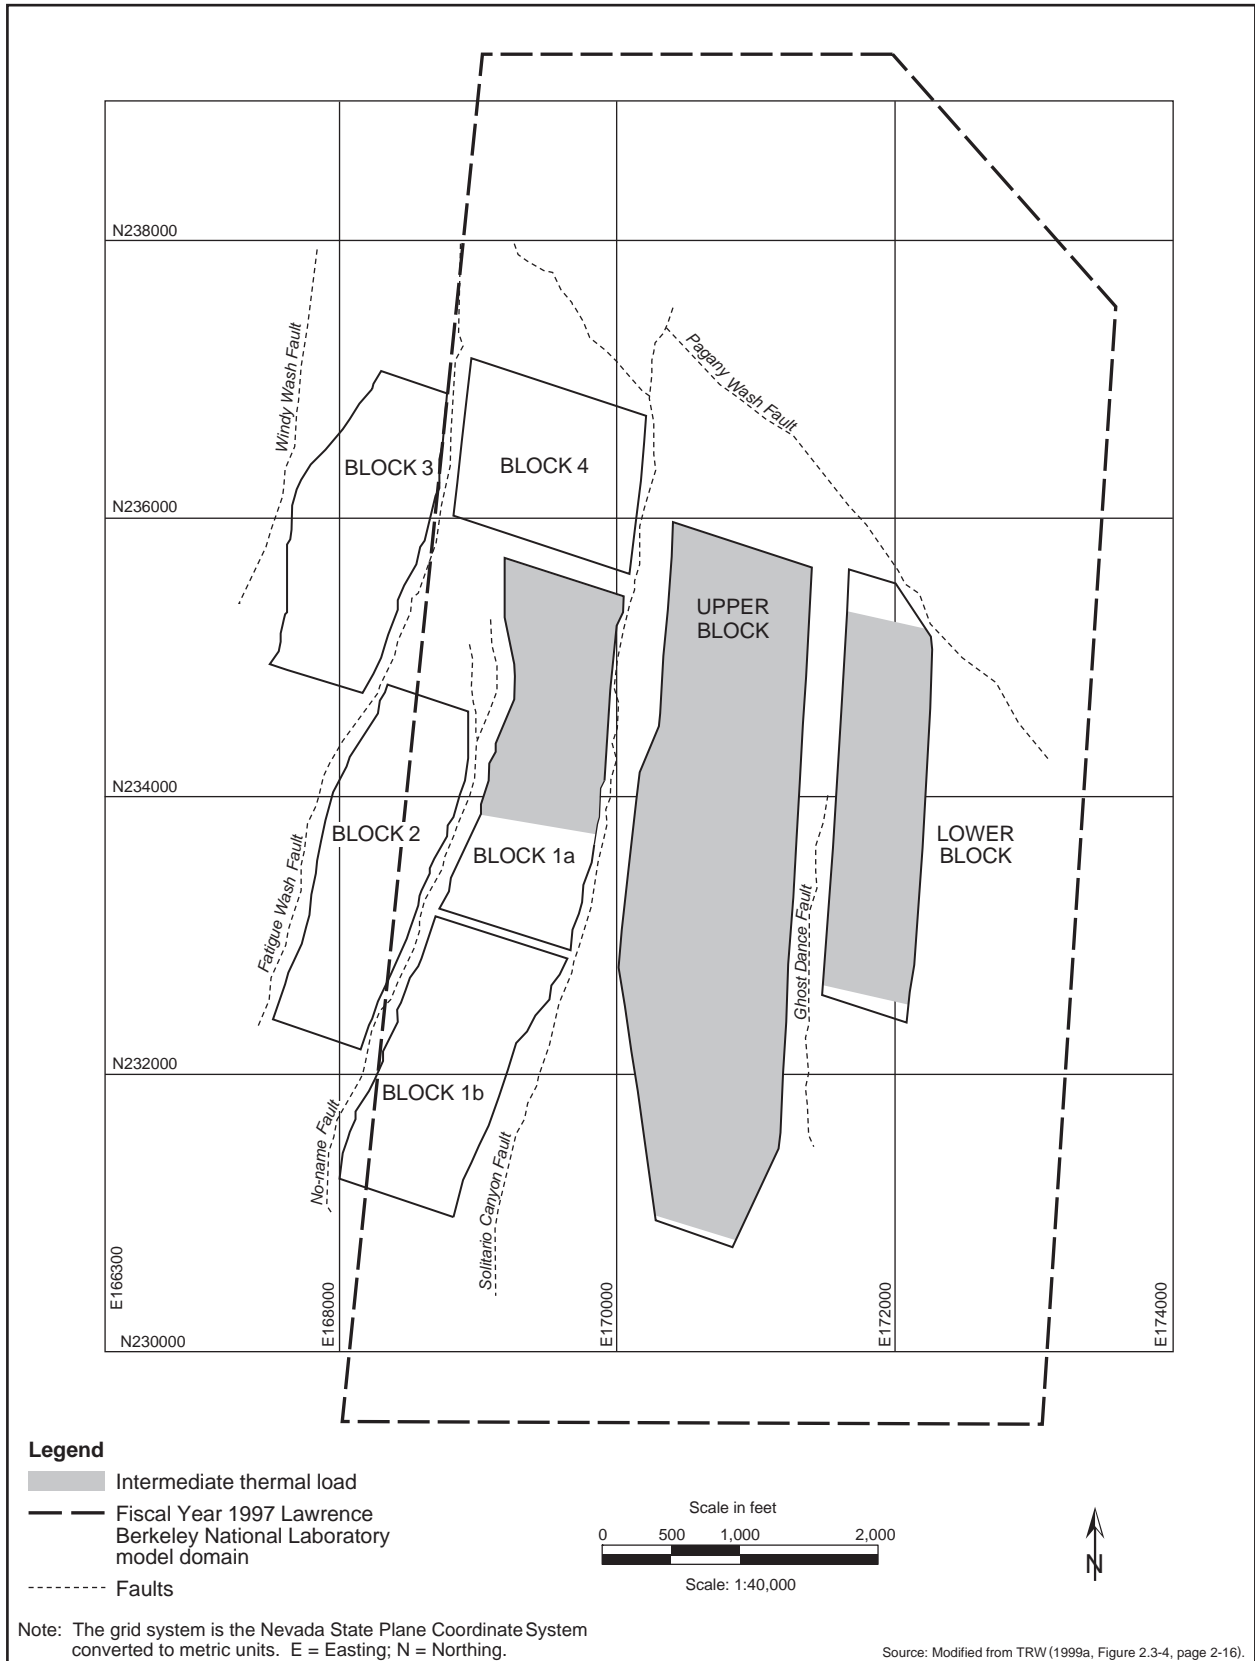 N238000
Windy Wash Fault
Pagany Wash Fault
BLOCK 3
BLOCK 4
N236000
UPPER
BLOCK
N234000
BLOCK 2
BLOCK 1a
LOWER
BLOCK
Fatigue Wash Fault
Ghost Dance Fault
N232000
BLOCK 1b
No-name Fault
Solitario Canyon Fault
E166300
E168000
E170000
E172000
E174000
N230000
Legend
Intermediate thermal load
Fiscal Year 1997 Lawrence
Berkeley National Laboratory
model domain
Faults
Scale in feet
0 500 1,000 2,000
Scale: 1:40,000
N
Note: The grid system is the Nevada State Plane Coordinate System
converted to metric units. E = Easting; N = Northing.
Source: Modified from TRW (1999a, Figure 2.3-4, page 2-16).